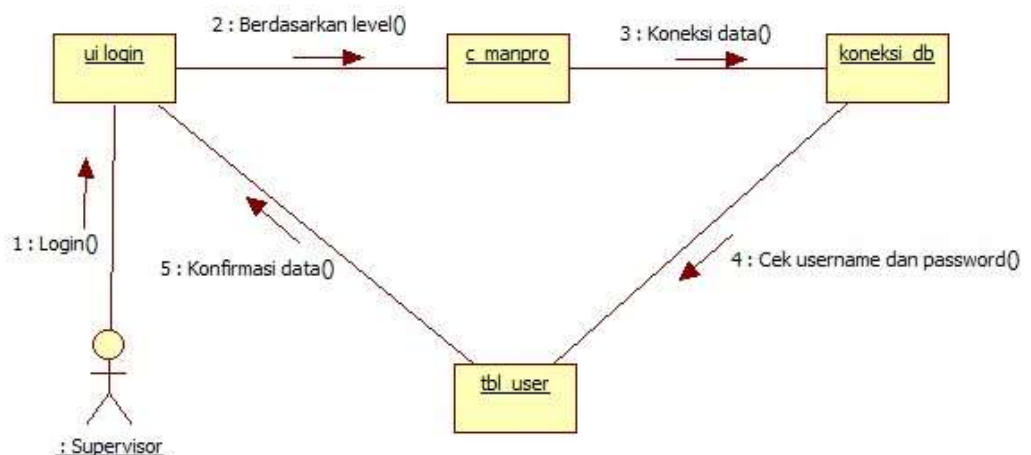 2 : Berdasarkan level()
3 : Koneksi data()
ui login
c_manpro
koneksi_db
1 : Login()
5 : Konfirmasi data()
4 : Cek username dan password()
tbl_user
: Supervisor